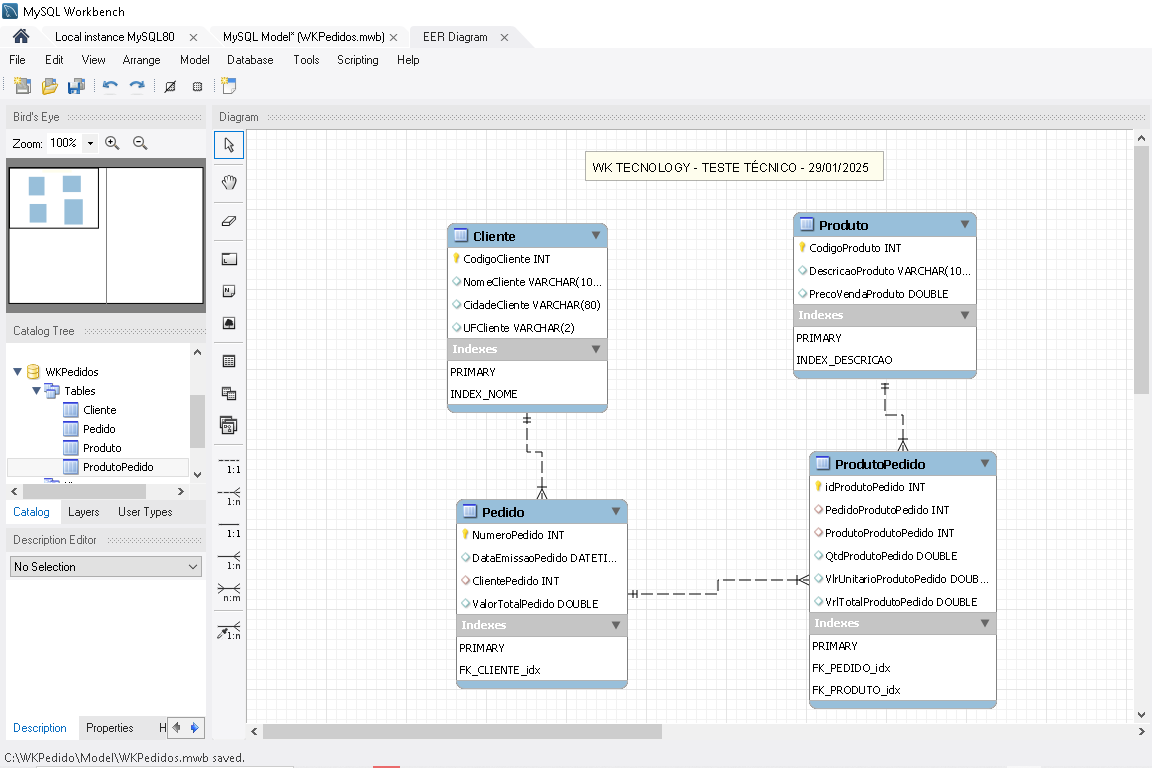 MySQL Workbench
Local instance MySQL80
MySQL Model* (WKPedidos.mwb)
EER Diagram
File Edit View Arrange Model Database Tools Scripting Help
Bird's Eye
Zoom: 100%
Diagram
WK TECNOLOGY - TESTE TÉCNICO - 29/01/2025
Cliente
CodigoCliente INT
NomeCliente VARCHAR(10...
CidadeCliente VARCHAR(80)
UFCliente VARCHAR(2)
Indexes
PRIMARY
INDEX_NOME
Produto
CodigoProduto INT
DescricaoProduto VARCHAR(10...
PrecoVendaProduto DOUBLE
Indexes
PRIMARY
INDEX_DESCRICAO
Pedido
NumeroPedido INT
DataEmissaoPedido DATETI...
ClientePedido INT
ValorTotalPedido DOUBLE
Indexes
PRIMARY
FK_CLIENTE_idx
ProdutoPedido
idProdutoPedido INT
PedidoProdutoPedido INT
ProdutoProdutoPedido INT
QtdProdutoPedido DOUBLE
VlrUnitarioProdutoPedido DOUB...
VrlTotalProdutoPedido DOUBLE
Indexes
PRIMARY
FK_PEDIDO_idx
FK_PRODUTO_idx
1:1
1:n
1:1
1:n
n:m
1:n
Catalog Tree
WKPedidos
Tables
Cliente
Pedido
Produto
ProdutoPedido
Catalog Layers User Types
Description Editor
No Selection
Description Properties H
C:\WKPedido\Model\WKPedidos.mwb saved.